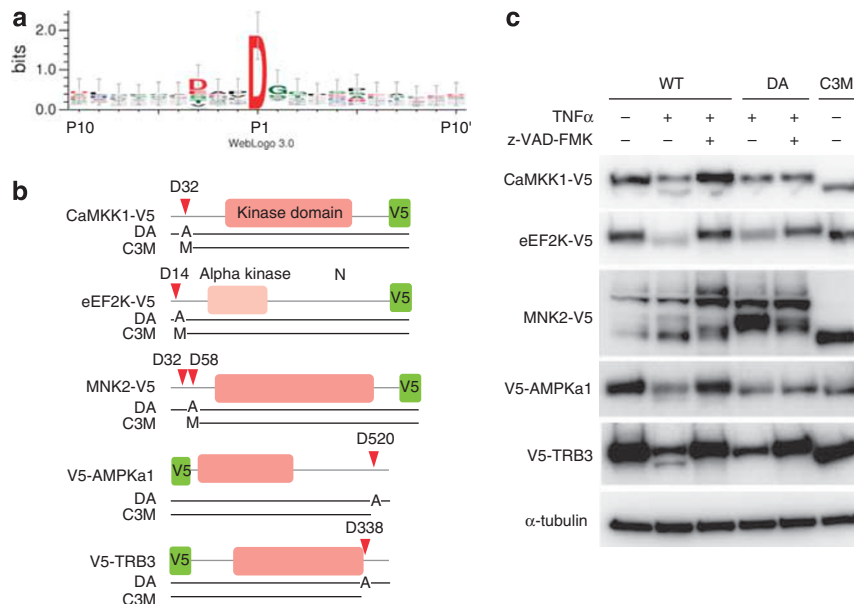 a
bits
2.0
1.0
0.0
D
D
G
P10 P1 P10'
WebLogo 3.0
b
D32
CaMKK1-V5 Kinase domain V5
DA A
C3M M
D14 Alpha kinase N
eEF2K-V5 V5
DA A
C3M M
D32 D58
MNK2-V5 V5
DA A
C3M M
D520
V5-AMPKa1 V5
DA A
C3M
D338
V5-TRB3 V5
DA A
C3M
c
WT DA C3M
TNFα – + + + + –
z-VAD-FMK – – + – + –
CaMKK1-V5
eEF2K-V5
MNK2-V5
V5-AMPKa1
V5-TRB3
α-tubulin